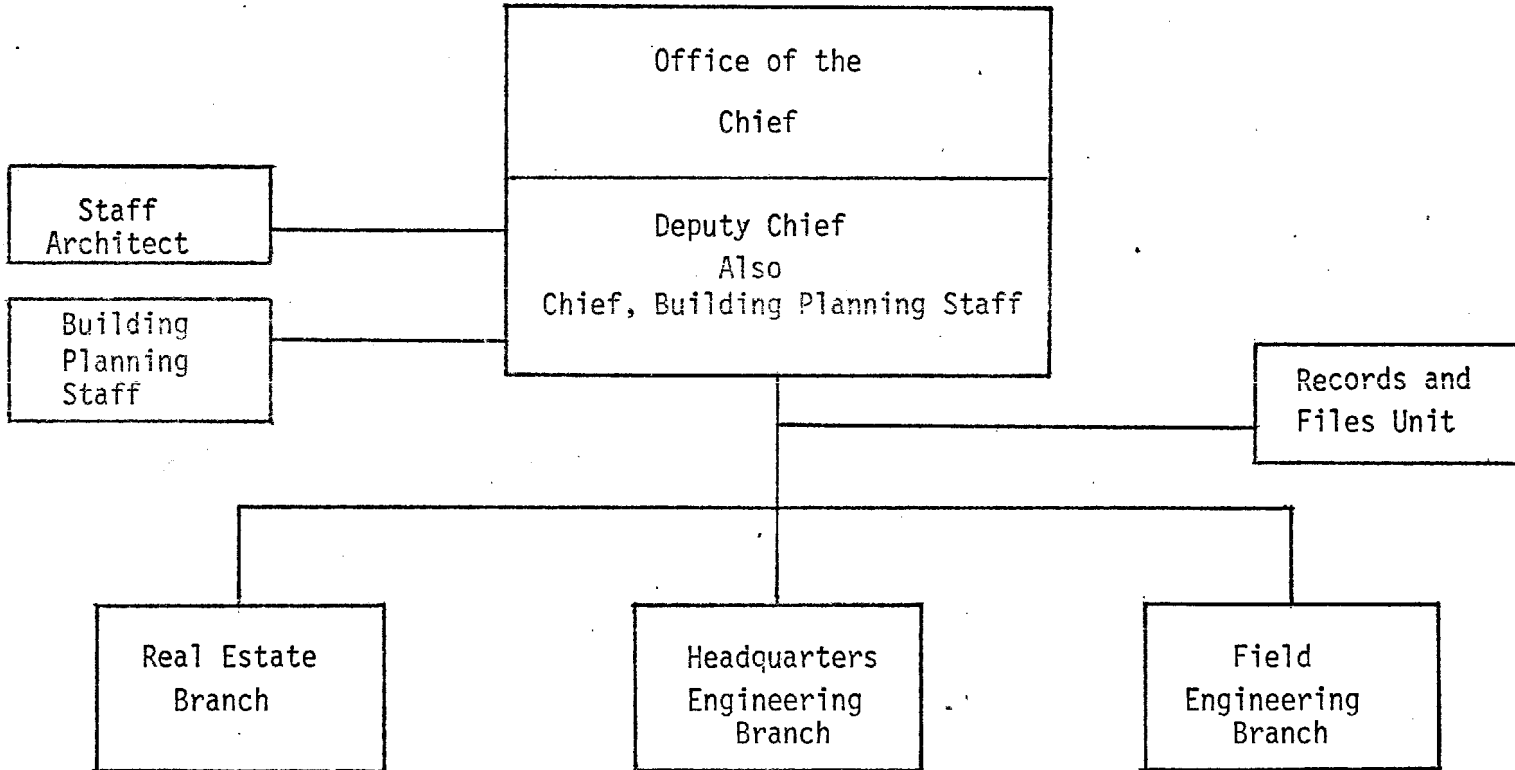 Office of the
Chief
Staff
Architect
Deputy Chief
Also
Chief, Building Planning Staff
Building
Planning
Staff
Records and
Files Unit
Real Estate
Branch
Headquarters
Engineering
Branch
Field
Engineering
Branch